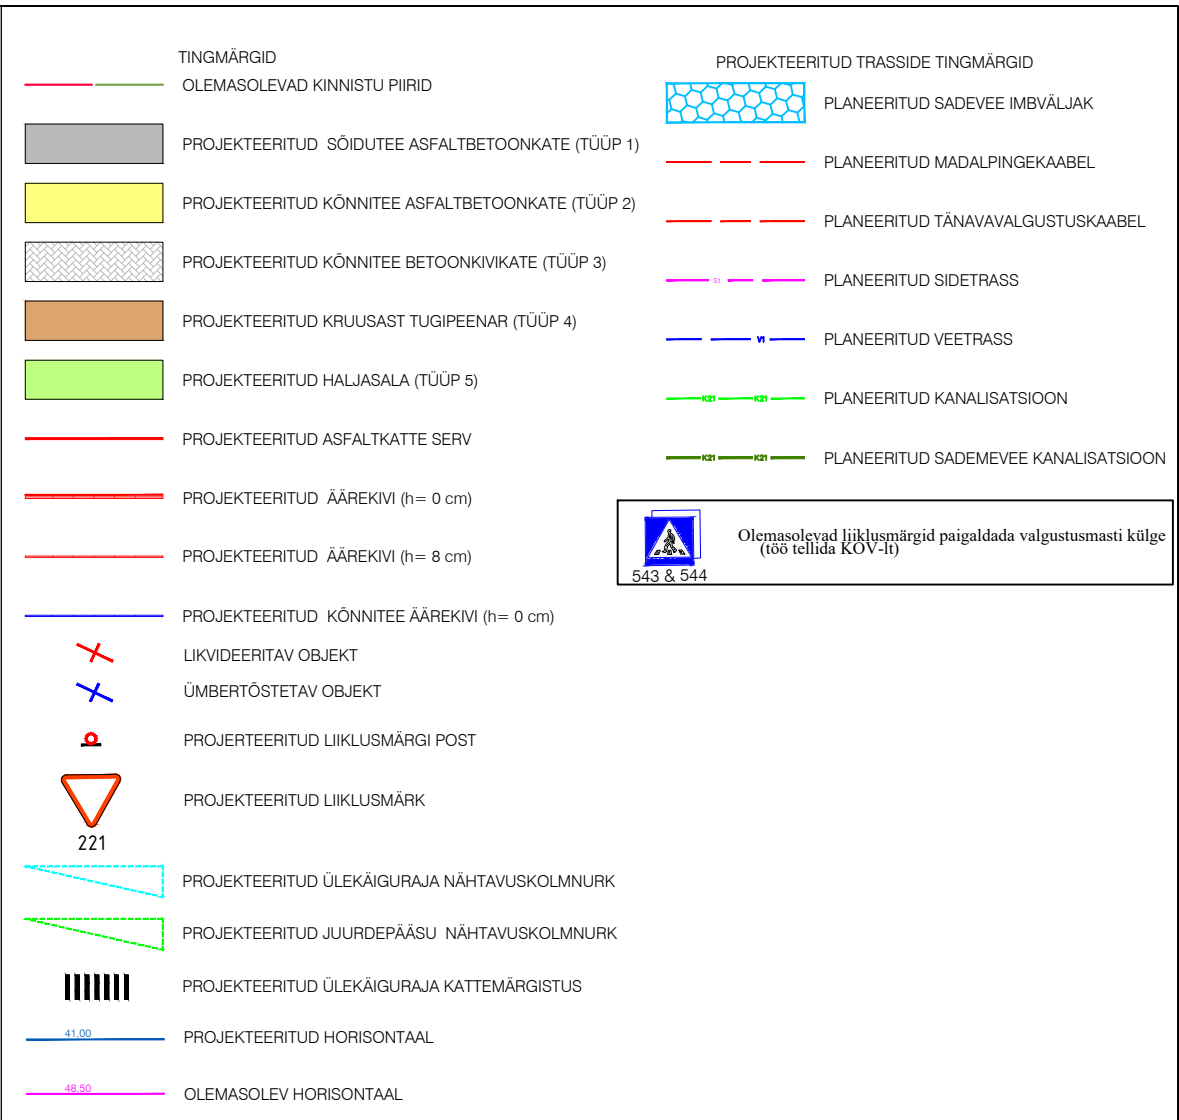 TINGMÄRGID
OLEMASOLEVAD KINNISTU PIIRID
PROJEKTEERITUD SÕIDUTEE ASFALTBETOONKATE (TÜÜP 1)
PROJEKTEERITUD KÕNNITEE ASFALTBETOONKATE (TÜÜP 2)
PROJEKTEERITUD KÕNNITEE BETOONKIVIKATE (TÜÜP 3)
PROJEKTEERITUD KRUUSAST TUGIPEENAR (TÜÜP 4)
PROJEKTEERITUD HALJASALA (TÜÜP 5)
PROJEKTEERITUD ASFALTKATTE SERV
PROJEKTEERITUD ÄÄREKIVI (h= 0 cm)
PROJEKTEERITUD ÄÄREKIVI (h= 8 cm)
PROJEKTEERITUD KÕNNITEE ÄÄREKIVI (h= 0 cm)
LIKVIDEERITAV OBJEKT
ÜMBERTÕSTETAV OBJEKT
PROJERTEERITUD LIIKLUSMÄRGI POST
PROJEKTEERITUD LIIKLUSMÄRK
221
PROJEKTEERITUD ÜLEKÄIGURAJA NÄHTAVUSKOLMNURK
PROJEKTEERITUD JUURDEPÄÄSU NÄHTAVUSKOLMNURK
PROJEKTEERITUD ÜLEKÄIGURAJA KATTEMÄRGISTUS
41,00 PROJEKTEERITUD HORISONTAAL
48,50 OLEMASOLEV HORISONTAAL
PROJEKTEERITUD TRASSIDE TINGMÄRGID
PLANEERITUD SADEVEE IMBVÄLJAK
PLANEERITUD MADALPINGEKAABEL
PLANEERITUD TÄNAVAVALGUSTUSKAABEL
S1 PLANEERITUD SIDETRASS
V1 PLANEERITUD VEETRASS
K21 K21 PLANEERITUD KANALISATSIOON
K21 K21 PLANEERITUD SADEMEVEE KANALISATSIOON
Olemasolevad liiklusmärgid paigaldada valgustusmasti külge
(töö tellida KOV-lt)
543 & 544